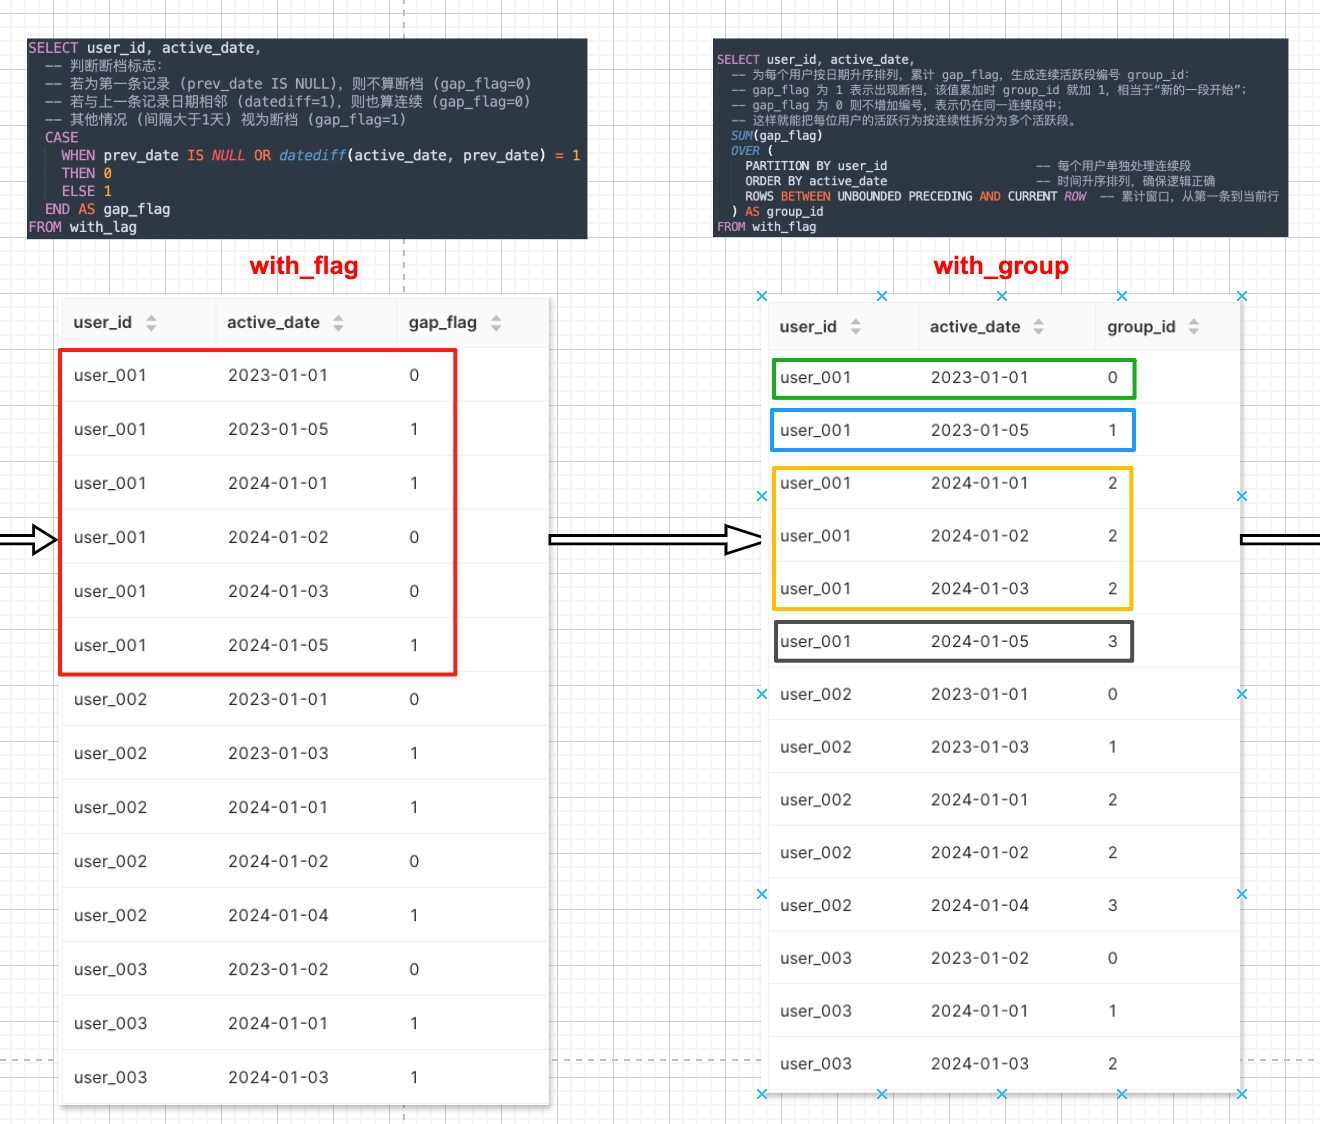 SELECT user_id, active_date,
-- 判断断档标志：
-- 若为第一条记录 (prev_date IS NULL)，则不算断档 (gap_flag=0)
-- 若与上一条记录日期相邻 (datediff=1)，则也算连续 (gap_flag=0)
-- 其他情况 (间隔大于1天) 视为断档 (gap_flag=1)
CASE
WHEN prev_date IS NULL OR datediff(active_date, prev_date) = 1
THEN 0
ELSE 1
END AS gap_flag
FROM with_lag
with_flag
user_id active_date gap_flag
user_001 2023-01-01 0
user_001 2023-01-05 1
user_001 2024-01-01 1
user_001 2024-01-02 0
user_001 2024-01-03 0
user_001 2024-01-05 1
user_002 2023-01-01 0
user_002 2023-01-03 1
user_002 2024-01-01 1
user_002 2024-01-02 0
user_002 2024-01-04 1
user_003 2023-01-02 0
user_003 2024-01-01 1
user_003 2024-01-03 1
SELECT user_id, active_date,
-- 为每个用户按日期升序排列，累计 gap_flag，生成连续活跃段编号 group_id：
-- gap_flag 为 1 表示出现断档，该值累加时 group_id 就加 1，相当于“新的一段开始”；
-- gap_flag 为 0 则不增加编号，表示仍在同一连续段中；
-- 这样就能把每位用户的活跃行为按连续性拆分为多个活跃段。
SUM(gap_flag)
OVER (
PARTITION BY user_id -- 每个用户单独处理连续段
ORDER BY active_date -- 时间升序排列，确保逻辑正确
ROWS BETWEEN UNBOUNDED PRECEDING AND CURRENT ROW -- 累计窗口，从第一条到当前行
) AS group_id
FROM with_flag
with_group
user_id active_date group_id
user_001 2023-01-01 0
user_001 2023-01-05 1
user_001 2024-01-01 2
user_001 2024-01-02 2
user_001 2024-01-03 2
user_001 2024-01-05 3
user_002 2023-01-01 0
user_002 2023-01-03 1
user_002 2024-01-01 2
user_002 2024-01-02 2
user_002 2024-01-04 3
user_003 2023-01-02 0
user_003 2024-01-01 1
user_003 2024-01-03 2